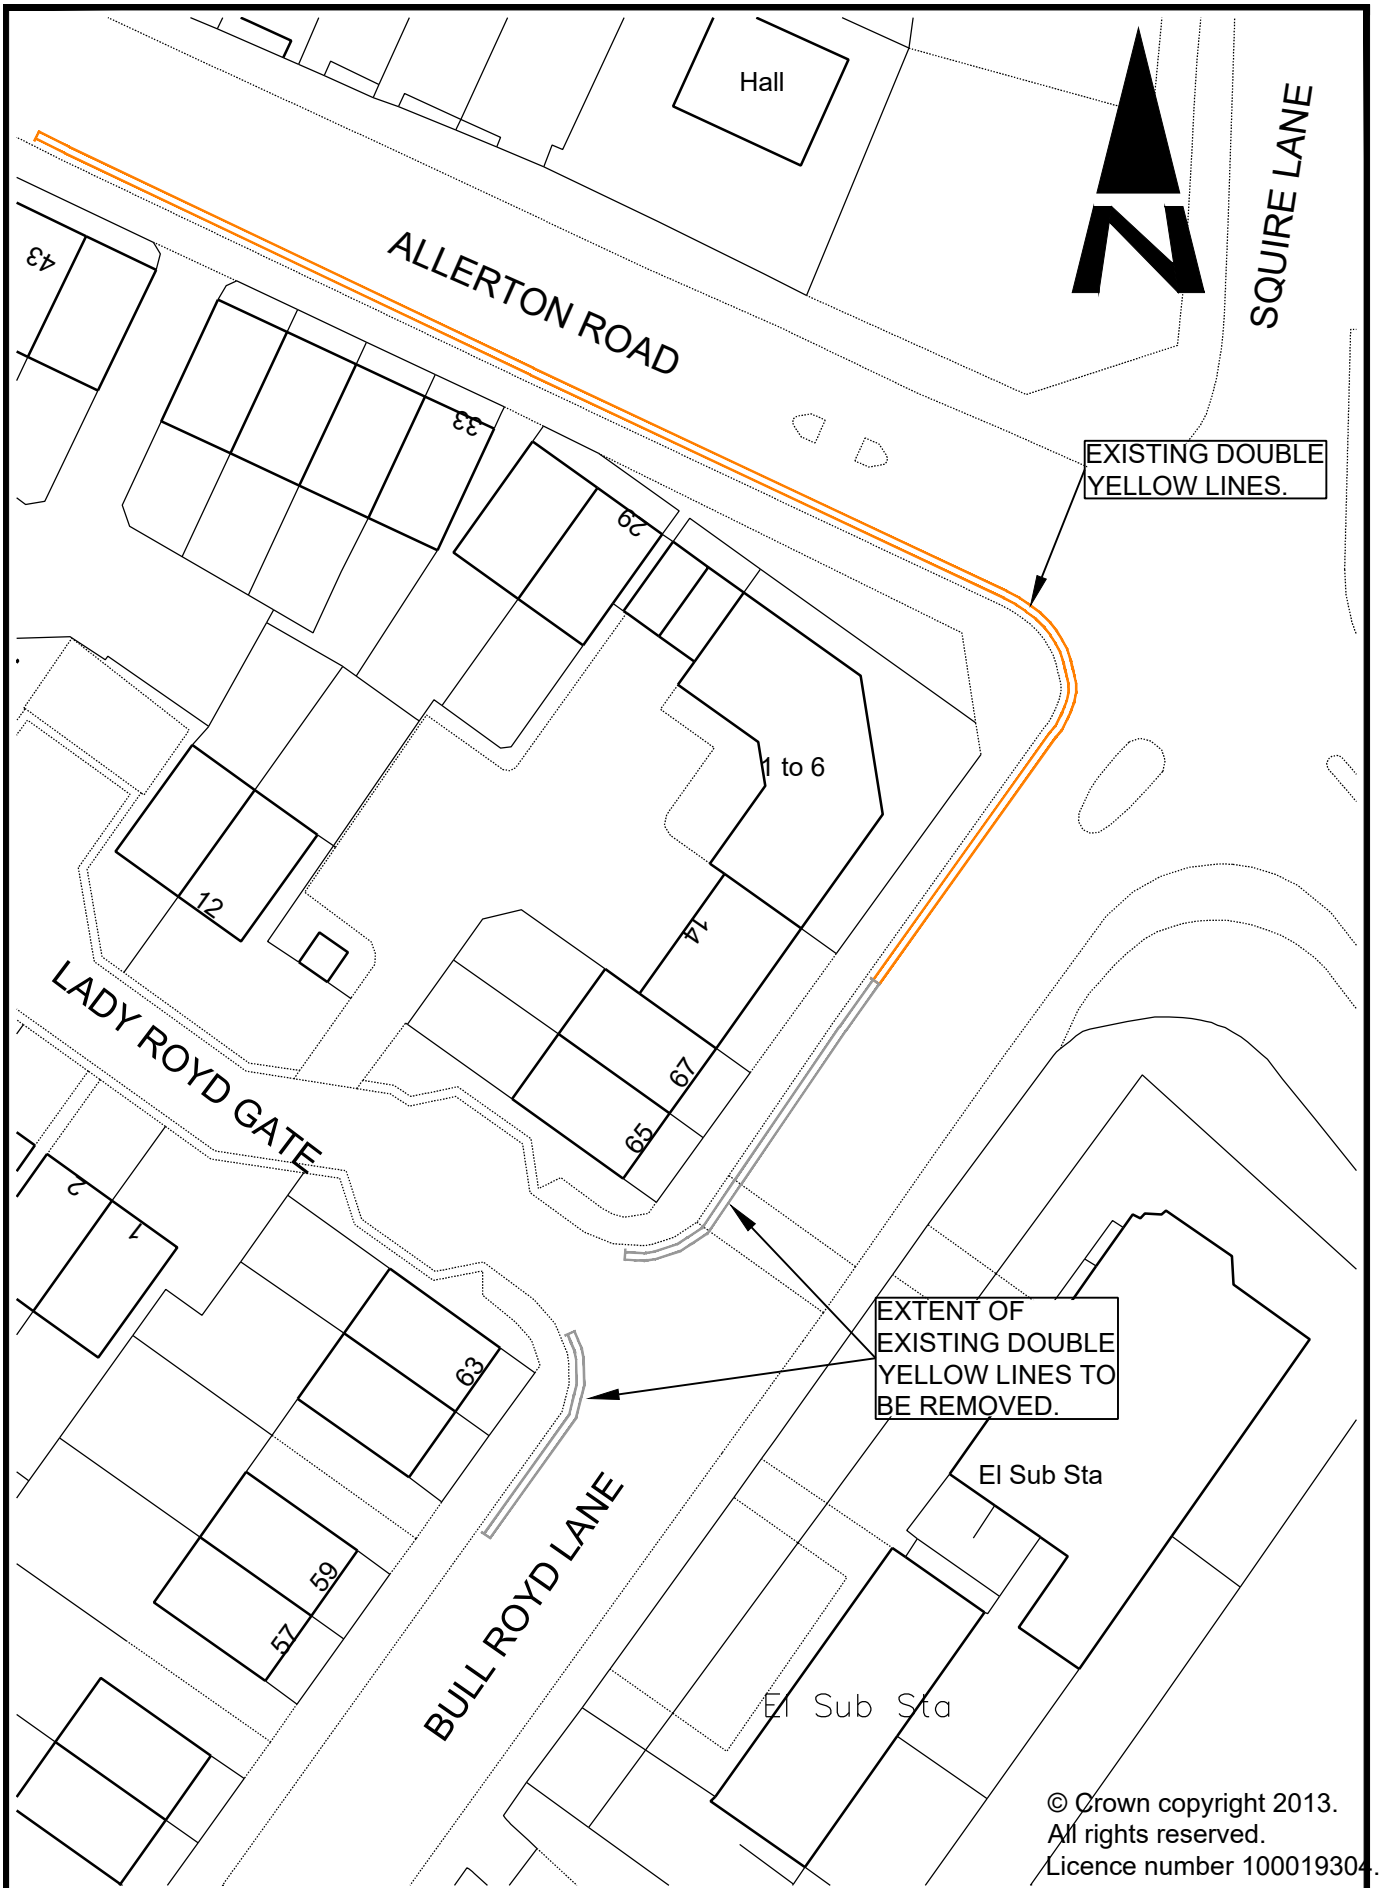 Hall
N
SQUIRE LANE
ALLERTON ROAD
43
33
29
EXISTING DOUBLE
YELLOW LINES.
1 to 6
12
14
LADY ROYD GATE
67
65
2
1
63
EXTENT OF
EXISTING DOUBLE
YELLOW LINES TO
BE REMOVED.
El Sub Sta
59
57
BULL ROYD LANE
El Sub Sta
© Crown copyright 2013.
All rights reserved.
Licence number 100019304.